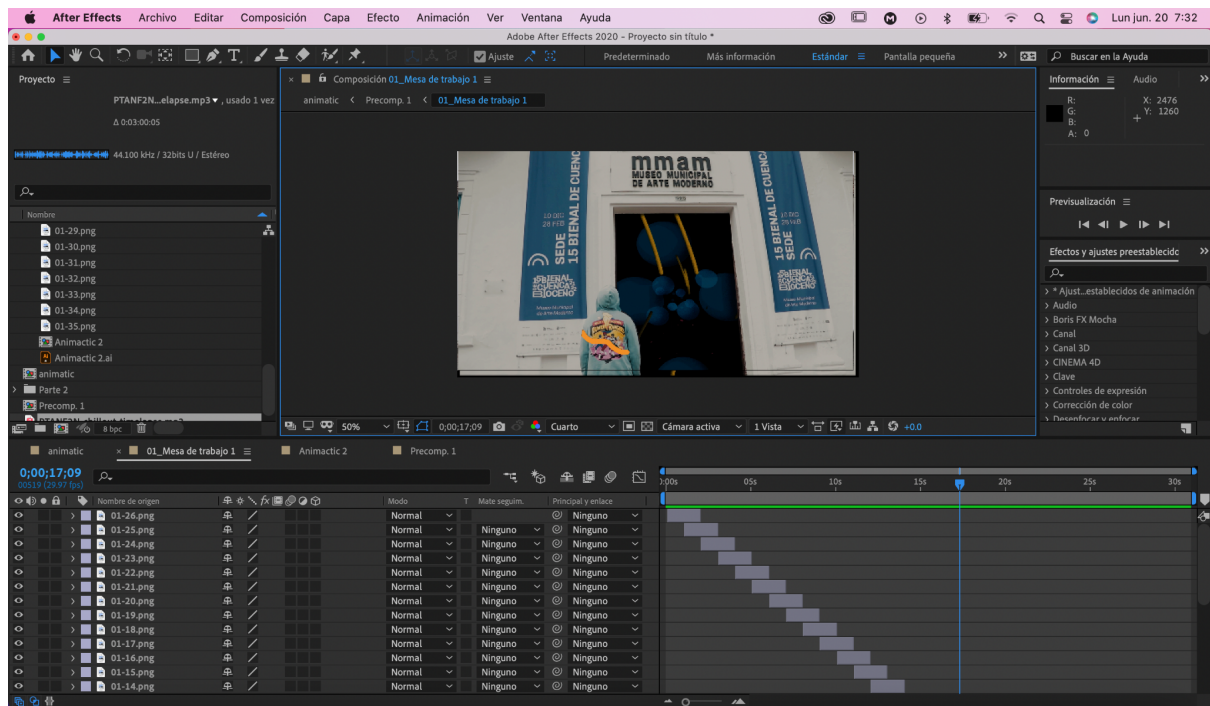 After Effects Archivo Editar Composición Capa Efecto Animación Ver Ventana Ayuda Lun jun. 20 7:32
Adobe After Effects 2020 - Proyecto sin título *
Ajuste Predeterminado Más información Estándar Pantalla pequeña Buscar en la Ayuda
Proyecto
PTANF2N...elapse.mp3 , usado 1 vez
Δ 0:03:00:05
44.100 kHz / 32bits U / Estéreo
Nombre
01-29.png
01-30.png
01-31.png
01-32.png
01-33.png
01-34.png
01-35.png
Animactic 2
Animactic 2.ai
animatic
Parte 2
Precomp. 1
8 bpc
Composición 01_Mesa de trabajo 1
animatic Precomp. 1 01_Mesa de trabajo 1
mmam
MUSEO MUNICIPAL
DE ARTE MODERNO
SEDE
15 BIENAL DE CUENC
SEDE
15 BIENAL DE CUENCA
50% 0;00;17;09 Cuarto Cámara activa 1 Vista +0.0
Información Audio
R: X: 2476
G: Y: 1260
B:
A: 0
Previsualización
Efectos y ajustes preestablecidc
* Ajust...establecidos de animación
Audio
Boris FX Mocha
Canal
Canal 3D
CINEMA 4D
Clave
Controles de expresión
Corrección de color
Desenfocar y enfocar
animatic 01_Mesa de trabajo 1 Animactic 2 Precomp. 1
0;00;17;09
00519 (29.97 fps)
):00s 05s 10s 15s 20s 25s 30s
Nombre de origen Modo T Mate seguim. Principal y enlace
01-26.png Normal Ninguno
01-25.png Normal Ninguno Ninguno
01-24.png Normal Ninguno Ninguno
01-23.png Normal Ninguno Ninguno
01-22.png Normal Ninguno Ninguno
01-21.png Normal Ninguno Ninguno
01-20.png Normal Ninguno Ninguno
01-19.png Normal Ninguno Ninguno
01-18.png Normal Ninguno Ninguno
01-17.png Normal Ninguno Ninguno
01-16.png Normal Ninguno Ninguno
01-15.png Normal Ninguno Ninguno
01-14.png Normal Ninguno Ninguno